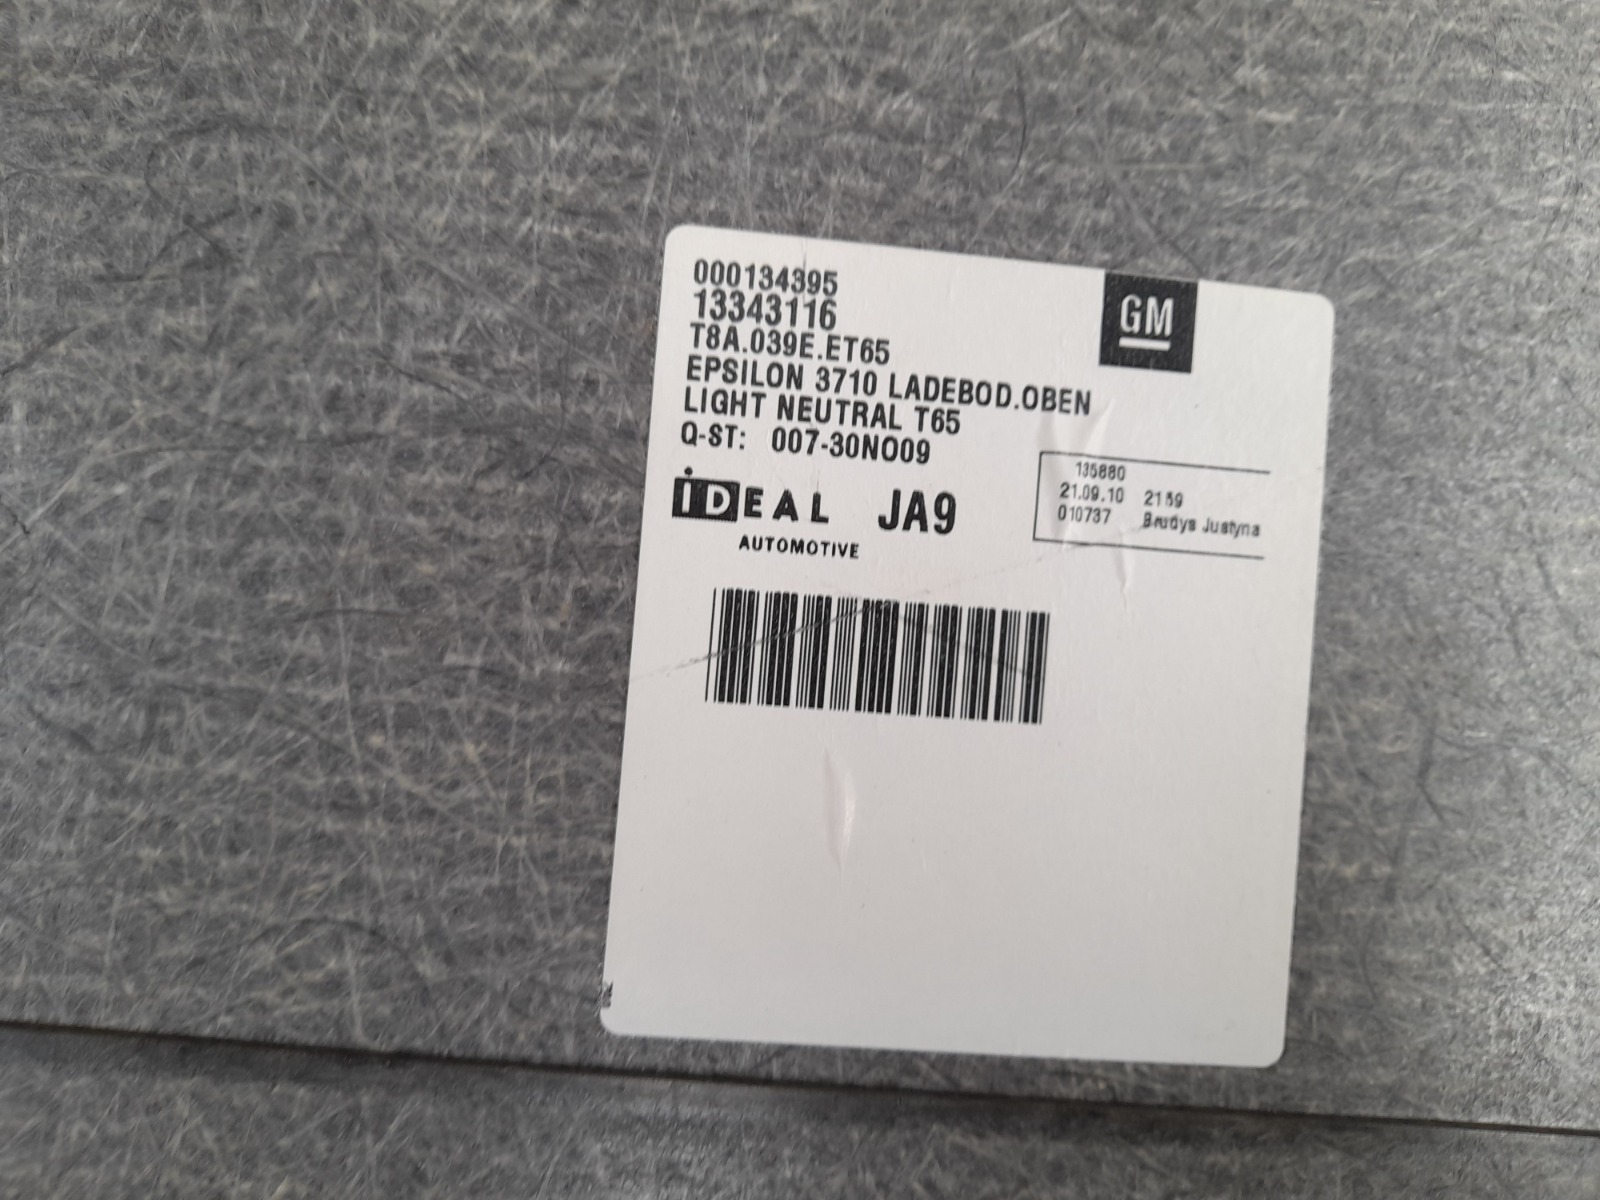 000134395
13343116
T8A.039E.ET65
EPSILON 3710 LADEBOD.OBEN
LIGHT NEUTRAL T65
Q-ST: 007-30NO09
GM
iDEAL JA9
AUTOMOTIVE
135880
21.09.10 2159
010737 Brudys Justyna